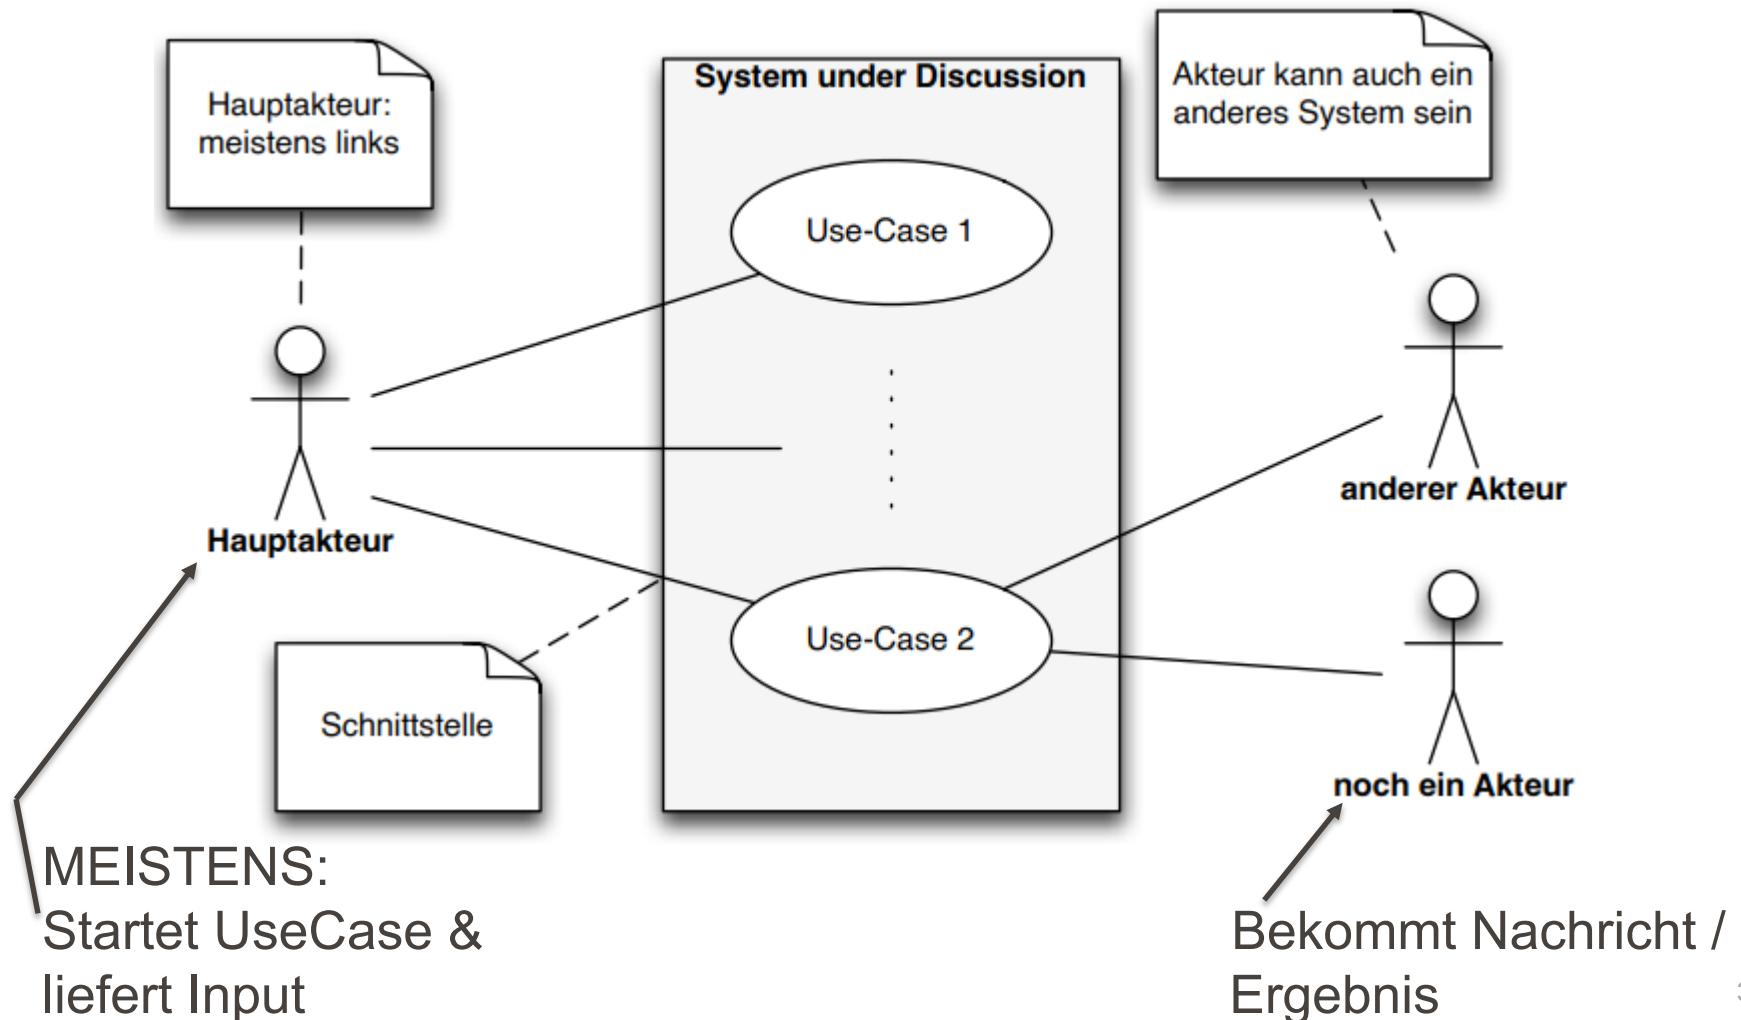 Hauptakteur:
meistens links
System under Discussion
Akteur kann auch ein
anderes System sein
Use-Case 1
Hauptakteur
anderer Akteur
Use-Case 2
Schnittstelle
noch ein Akteur
MEISTENS:
Startet UseCase &
liefert Input
Bekommt Nachricht /
Ergebnis